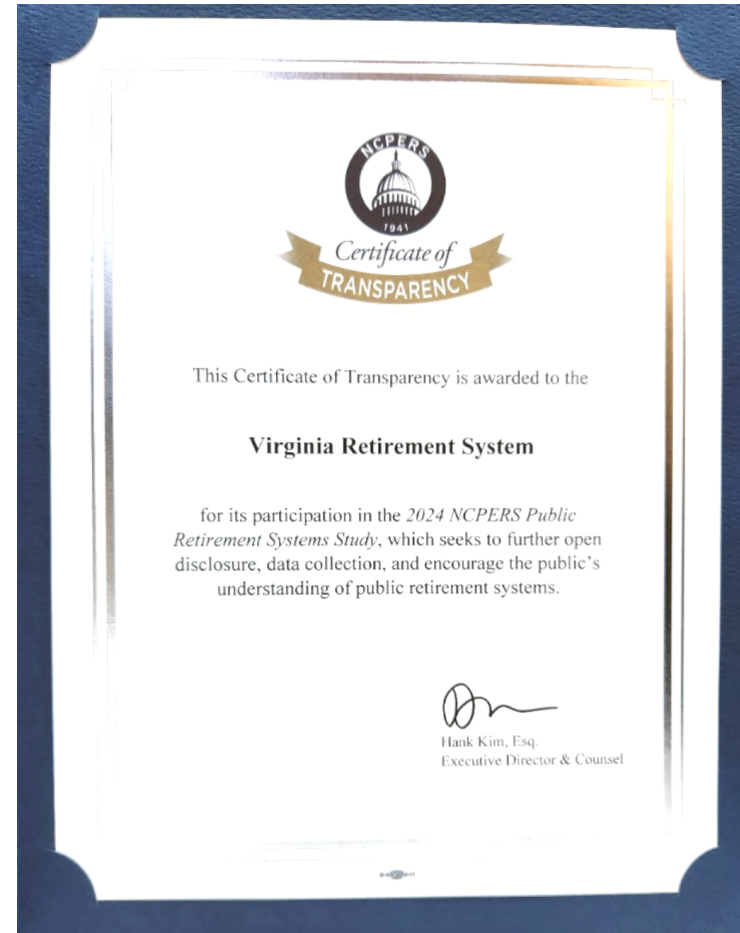 NCPERS
1941
Certificate of
TRANSPARENCY
This Certificate of Transparency is awarded to the
Virginia Retirement System
for its participation in the 2024 NCPERS Public
Retirement Systems Study, which seeks to further open
disclosure, data collection, and encourage the public's
understanding of public retirement systems.
Hank Kim, Esq.
Executive Director & Counsel